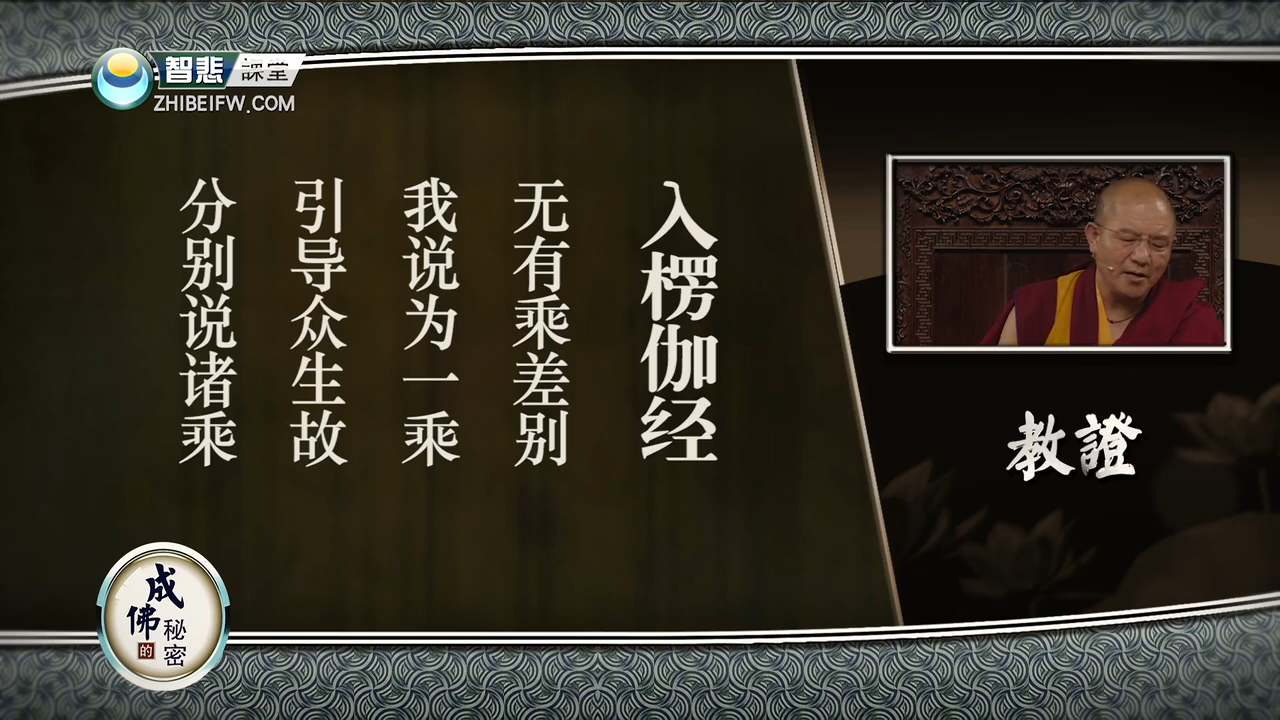 智悲課堂
ZHIBEIFW.COM
入楞伽经
无有乘差别
我说为一乘
引导众生故
分别说诸乘
教證
成佛的秘密